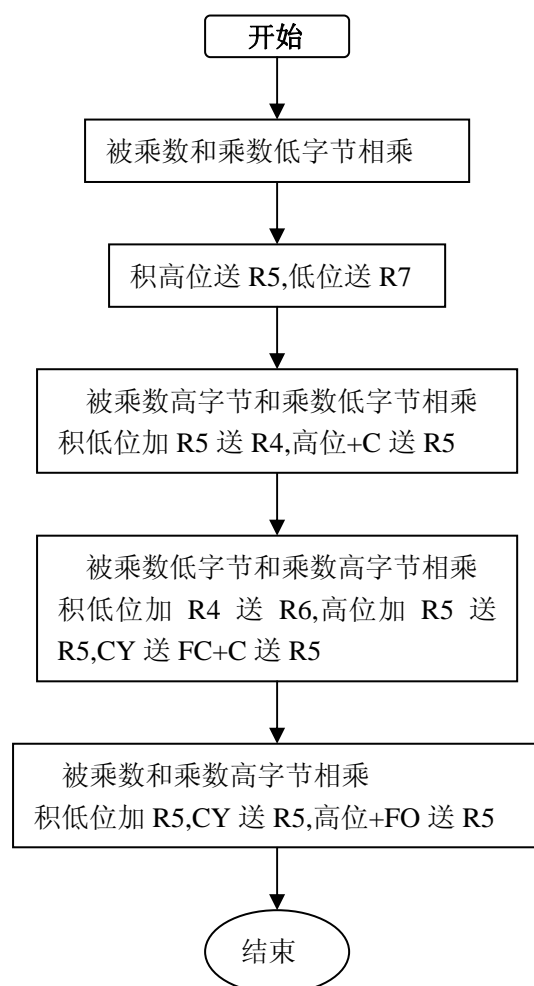 开始
被乘数和乘数低字节相乘
积高位送 R5,低位送 R7
被乘数高字节和乘数低字节相乘
积低位加 R5 送 R4,高位+C 送 R5
被乘数低字节和乘数高字节相乘
积低位加 R4 送 R6,高位加 R5 送
R5,CY 送 FC+C 送 R5
被乘数和乘数高字节相乘
积低位加 R5,CY 送 R5,高位+FO 送 R5
结束